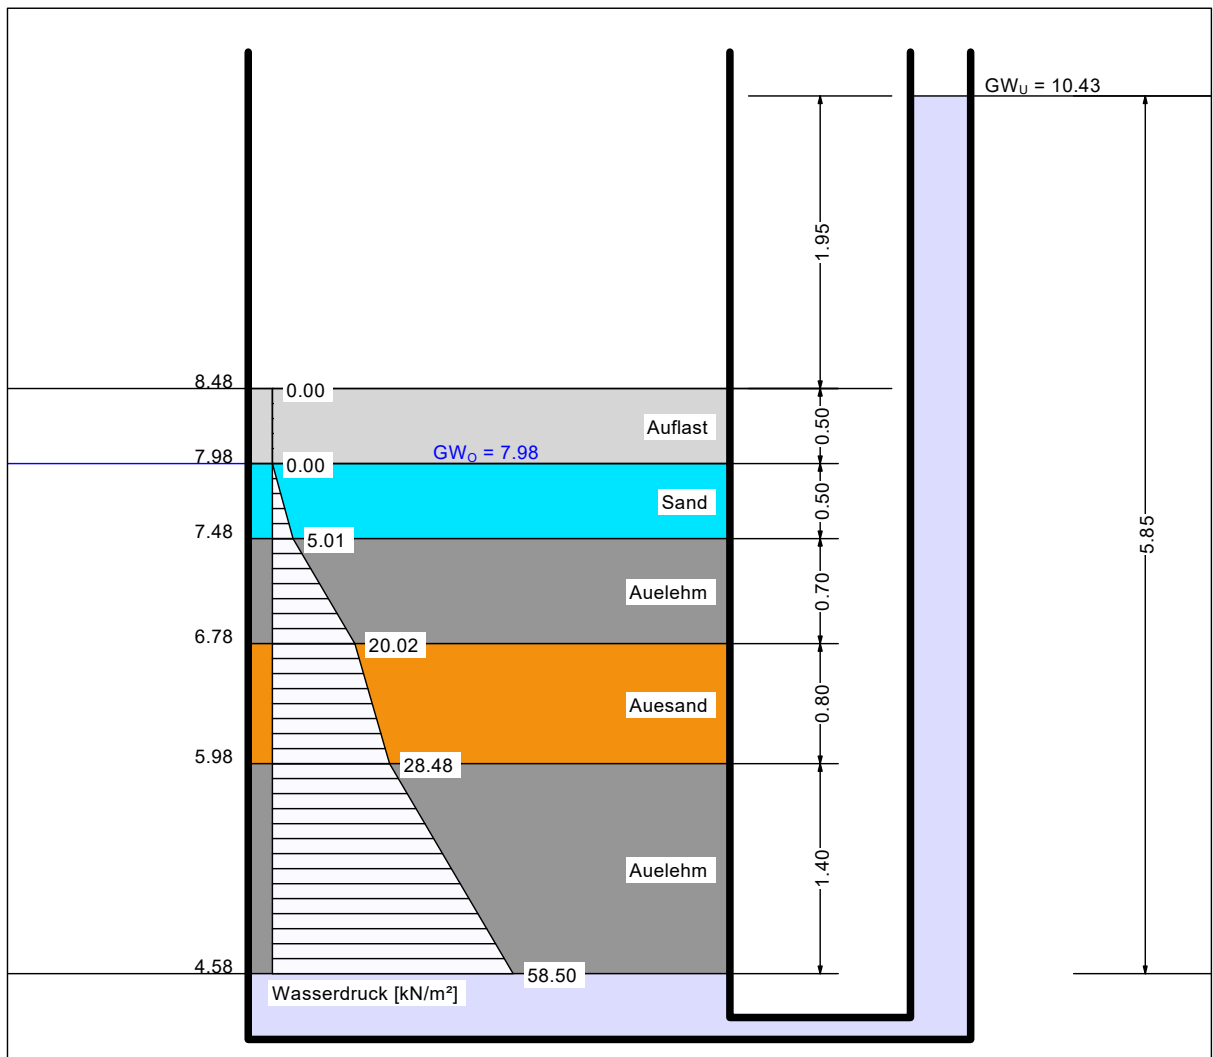 GWU = 10.43
1.95
8.48
0.00
Auflast
0.50
GWO = 7.98
7.98
0.00
Sand
0.50
5.85
7.48
5.01
Auelehm
0.70
6.78
20.02
Auesand
0.80
5.98
28.48
Auelehm
1.40
4.58
58.50
Wasserdruck [kN/m²]